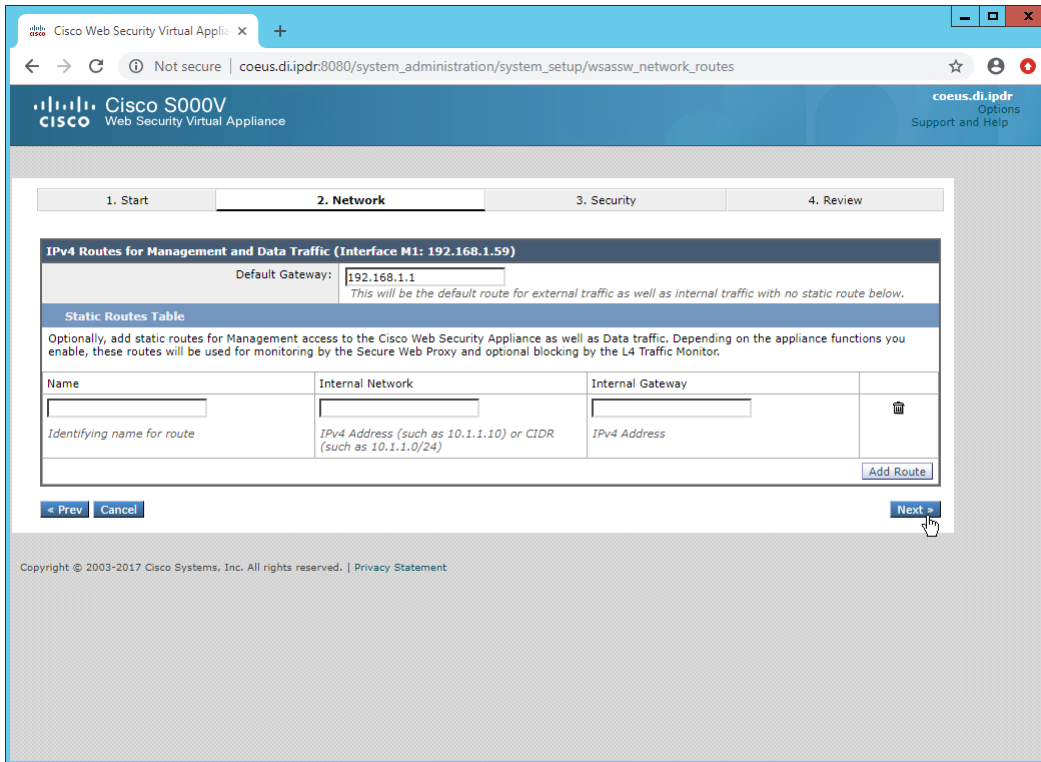 Cisco Web Security Virtual Applia
Not secure | coeus.di.ipdr:8080/system_administration/system_setup/wsassw_network_routes
CISCO
Cisco S000V
Web Security Virtual Appliance
coeus.di.ipdr
Options
Support and Help
1. Start
2. Network
3. Security
4. Review
IPv4 Routes for Management and Data Traffic (Interface M1: 192.168.1.59)
Default Gateway:
192.168.1.1
This will be the default route for external traffic as well as internal traffic with no static route below.
Static Routes Table
Optionally, add static routes for Management access to the Cisco Web Security Appliance as well as Data traffic. Depending on the appliance functions you
enable, these routes will be used for monitoring by the Secure Web Proxy and optional blocking by the L4 Traffic Monitor.
Name
Internal Network
Internal Gateway
Identifying name for route
IPv4 Address (such as 10.1.1.10) or CIDR
(such as 10.1.1.0/24)
IPv4 Address
Add Route
« Prev
Cancel
Next »
Copyright © 2003-2017 Cisco Systems, Inc. All rights reserved. | Privacy Statement